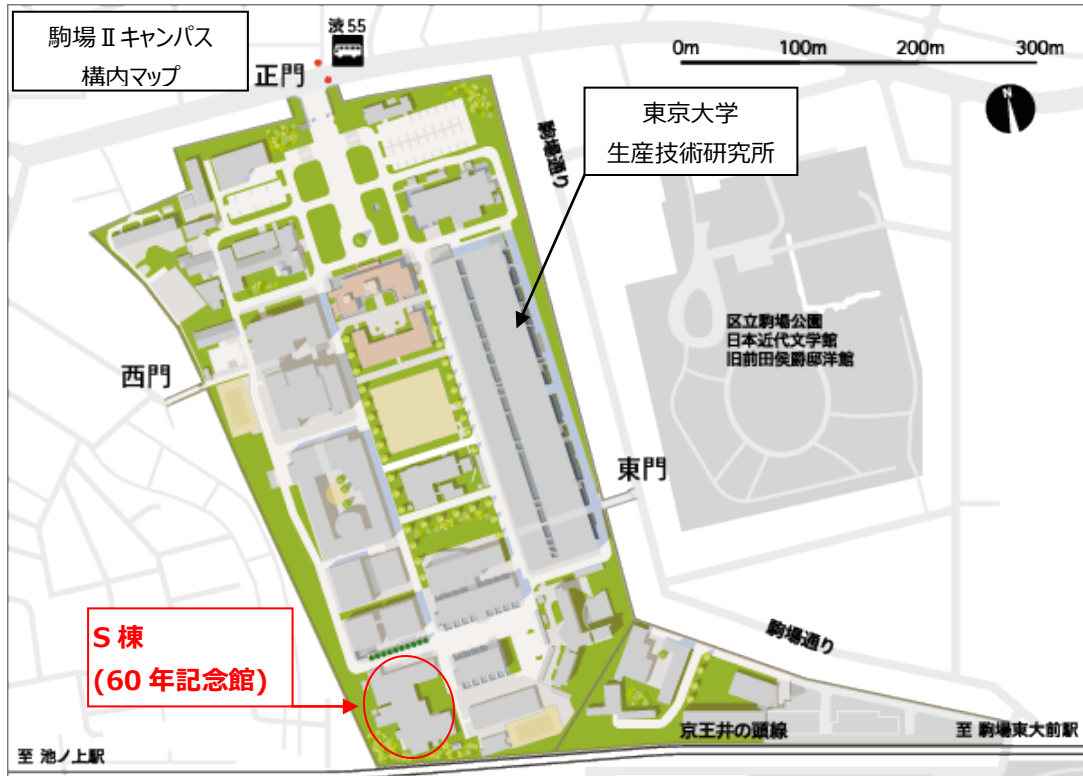 駒場Ⅱキャンパス
構内マップ
渋55
正門
0m 100m 200m 300m
N
東京大学
生産技術研究所
駒場通り
区立駒場公園
日本近代文学館
旧前田侯爵邸洋館
西門
東門
S棟
(60年記念館)
駒場通り
京王井の頭線
至 駒場東大前駅
至 池ノ上駅